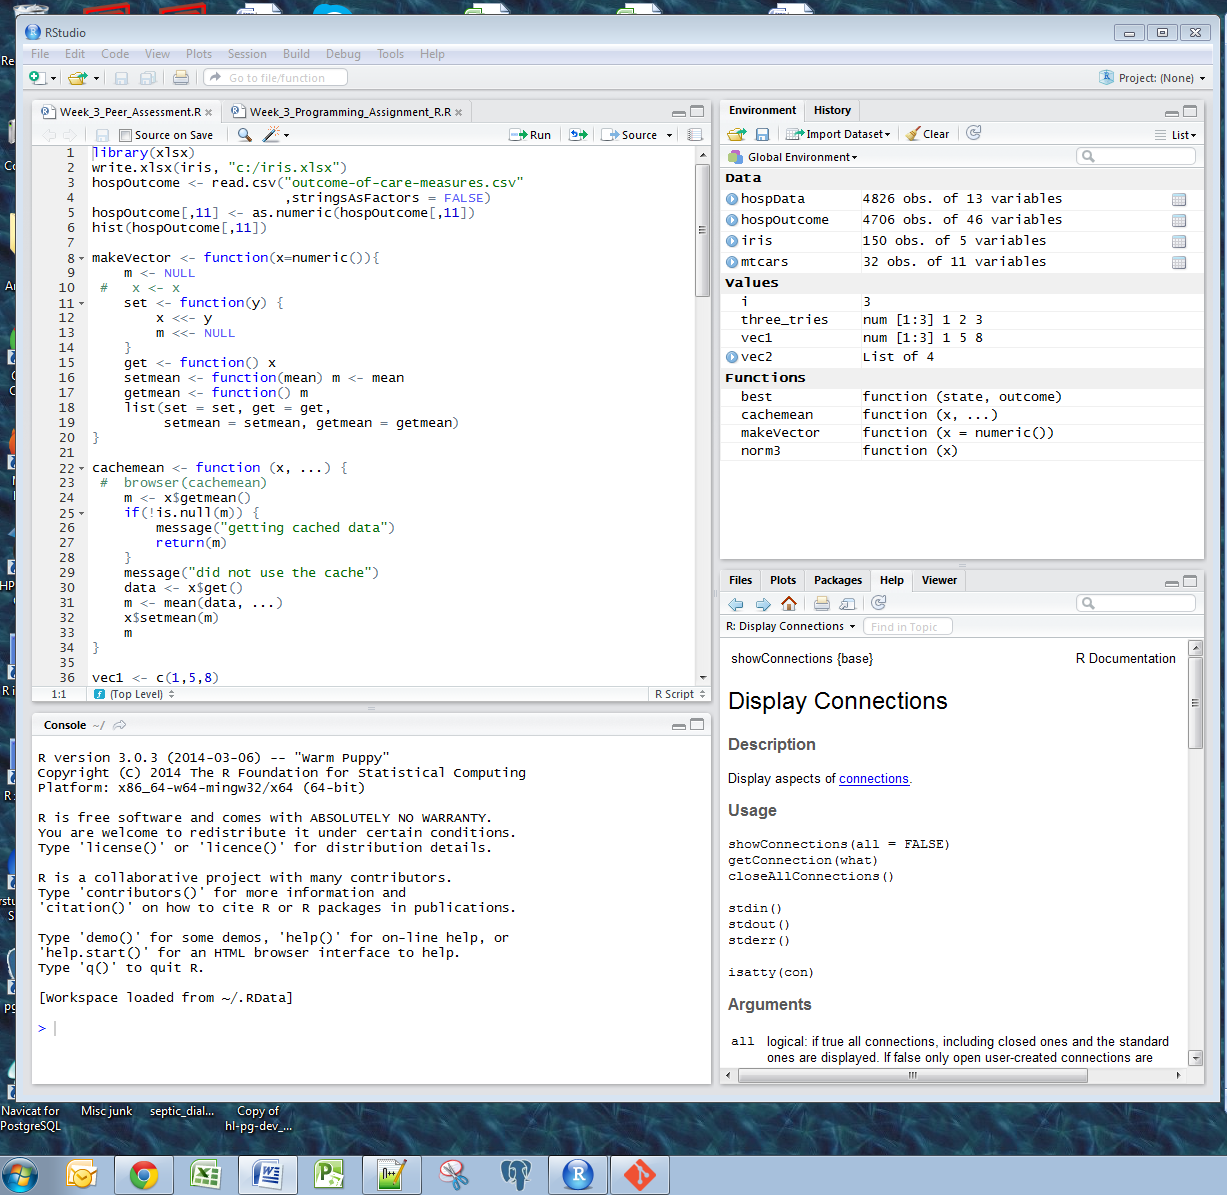 RStudio
File Edit Code View Plots Session Build Debug Tools Help
Go to file/function
Project: (None)
Week_3_Peer_Assessment.R Week_3_Programming_Assignment_R.R
Source on Save Run Source
1 library(xlsx)
2 write.xlsx(iris, "c:/iris.xlsx")
3 hospOutcome <- read.csv("outcome-of-care-measures.csv"
4 ,stringsAsFactors = FALSE)
5 hospOutcome[,11] <- as.numeric(hospOutcome[,11])
6 hist(hospOutcome[,11])
7
8 makeVector <- function(x=numeric()){
9 m <- NULL
10 # x <- x
11 set <- function(y) {
12 x <<- y
13 m <<- NULL
14 }
15 get <- function() x
16 setmean <- function(mean) m <- mean
17 getmean <- function() m
18 list(set = set, get = get,
19 setmean = setmean, getmean = getmean)
20 }
21
22 cachemean <- function (x, ...) {
23 # browser(cachemean)
24 m <- x$getmean()
25 if(!is.null(m)) {
26 message("getting cached data")
27 return(m)
28 }
29 message("did not use the cache")
30 data <- x$get()
31 m <- mean(data, ...)
32 x$setmean(m)
33 m
34 }
35
36 vec1 <- c(1,5,8)
1:1 (Top Level) R Script
Console ~/
R version 3.0.3 (2014-03-06) -- "Warm Puppy"
Copyright (C) 2014 The R Foundation for Statistical Computing
Platform: x86_64-w64-mingw32/x64 (64-bit)
R is free software and comes with ABSOLUTELY NO WARRANTY.
You are welcome to redistribute it under certain conditions.
Type 'license()' or 'licence()' for distribution details.
R is a collaborative project with many contributors.
Type 'contributors()' for more information and
'citation()' on how to cite R or R packages in publications.
Type 'demo()' for some demos, 'help()' for on-line help, or
'help.start()' for an HTML browser interface to help.
Type 'q()' to quit R.
[Workspace loaded from ~/.RData]
>
Environment History
Import Dataset Clear List
Global Environment
Data
hospData 4826 obs. of 13 variables
hospOutcome 4706 obs. of 46 variables
iris 150 obs. of 5 variables
mtcars 32 obs. of 11 variables
Values
i 3
three_tries num [1:3] 1 2 3
vec1 num [1:3] 1 5 8
vec2 List of 4
Functions
best function (state, outcome)
cachemean function (x, ...)
makeVector function (x = numeric())
norm3 function (x)
Files Plots Packages Help Viewer
R: Display Connections Find in Topic
showConnections {base} R Documentation
Display Connections
Description
Display aspects of connections.
Usage
showConnections(all = FALSE)
getConnection(what)
closeAllConnections()
stdin()
stdout()
stderr()
isatty(con)
Arguments
all logical: if true all connections, including closed ones and the standard
ones are displayed. If false only open user-created connections are
Navicat for PostgreSQL
Misc junk
septic_dial...
Copy of hl-pg-dev_...